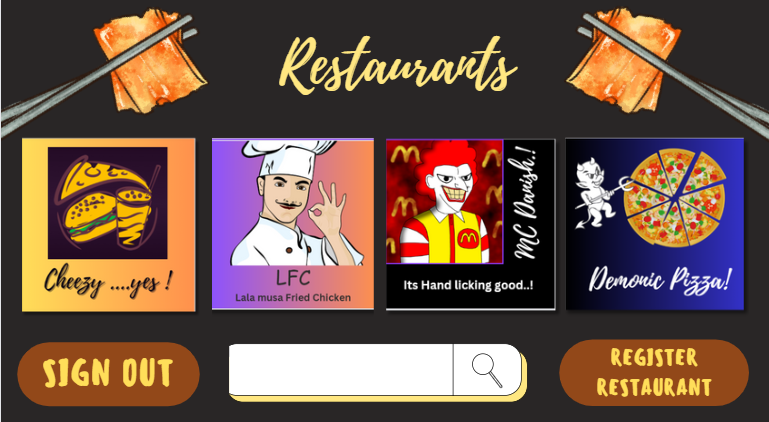 Restaurants
Cheezy ....yes !
LFC
Lala musa Fried Chicken
MC Danish.!
Its Hand licking good..!
Demonic Pizza!
SIGN OUT
REGISTER
RESTAURANT